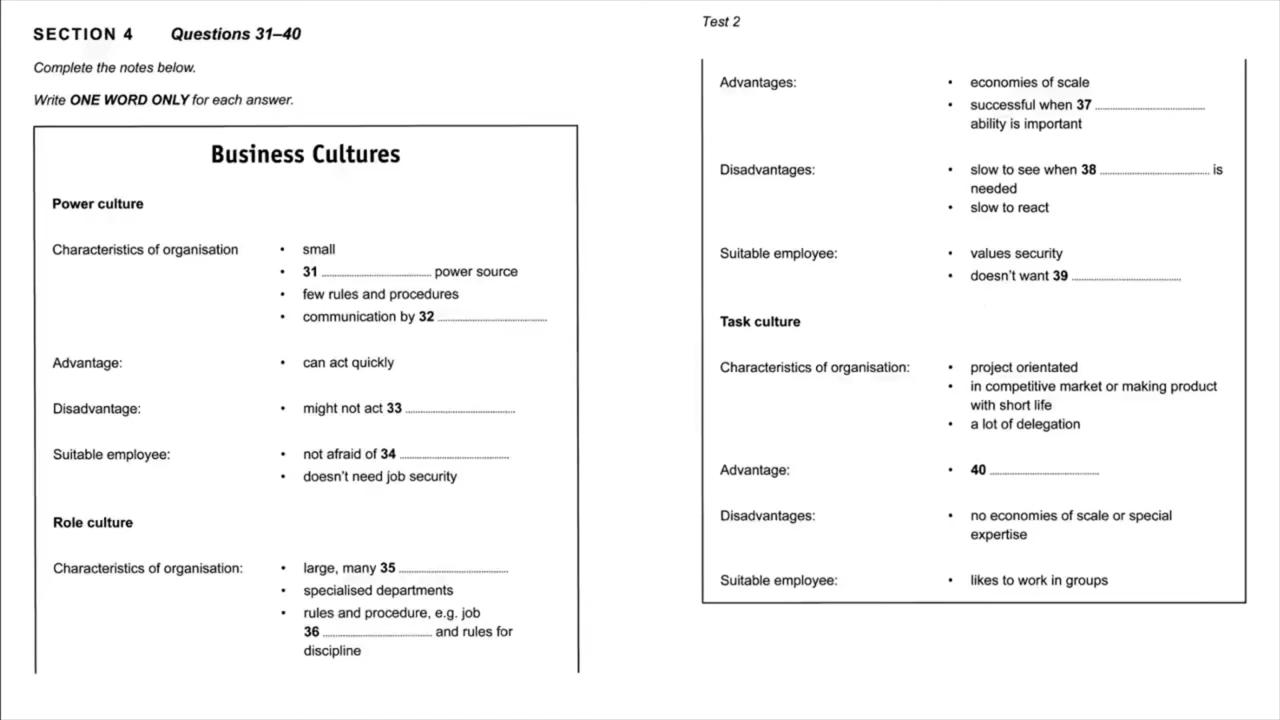 SECTION 4 Questions 31–40
Complete the notes below.
Write ONE WORD ONLY for each answer.
Business Cultures
Power culture
Characteristics of organisation
• small
• 31 ........................ power source
• few rules and procedures
• communication by 32 ........................
Advantage:
• can act quickly
Disadvantage:
• might not act 33 ........................
Suitable employee:
• not afraid of 34 ........................
• doesn't need job security
Role culture
Characteristics of organisation:
• large, many 35 ........................
• specialised departments
• rules and procedure, e.g. job
36 ........................ and rules for
discipline
Test 2
Advantages:
• economies of scale
• successful when 37 ........................
ability is important
Disadvantages:
• slow to see when 38 ........................ is
needed
• slow to react
Suitable employee:
• values security
• doesn't want 39 ........................
Task culture
Characteristics of organisation:
• project orientated
• in competitive market or making product
with short life
• a lot of delegation
Advantage:
• 40 ........................
Disadvantages:
• no economies of scale or special
expertise
Suitable employee:
• likes to work in groups